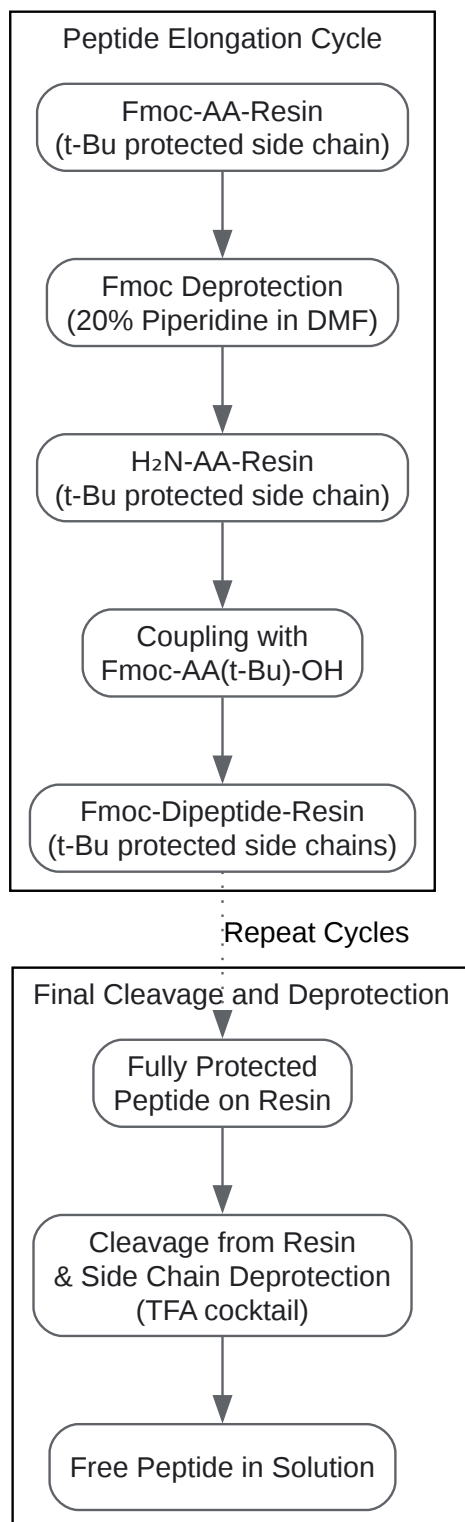 Peptide Elongation Cycle
Fmoc-AA-Resin
(t-Bu protected side chain)
Fmoc Deprotection
(20% Piperidine in DMF)
H₂N-AA-Resin
(t-Bu protected side chain)
Coupling with
Fmoc-AA(t-Bu)-OH
Fmoc-Dipeptide-Resin
(t-Bu protected side chains)
Repeat Cycles
Final Cleavage and Deprotection
Fully Protected
Peptide on Resin
Cleavage from Resin
& Side Chain Deprotection
(TFA cocktail)
Free Peptide in Solution